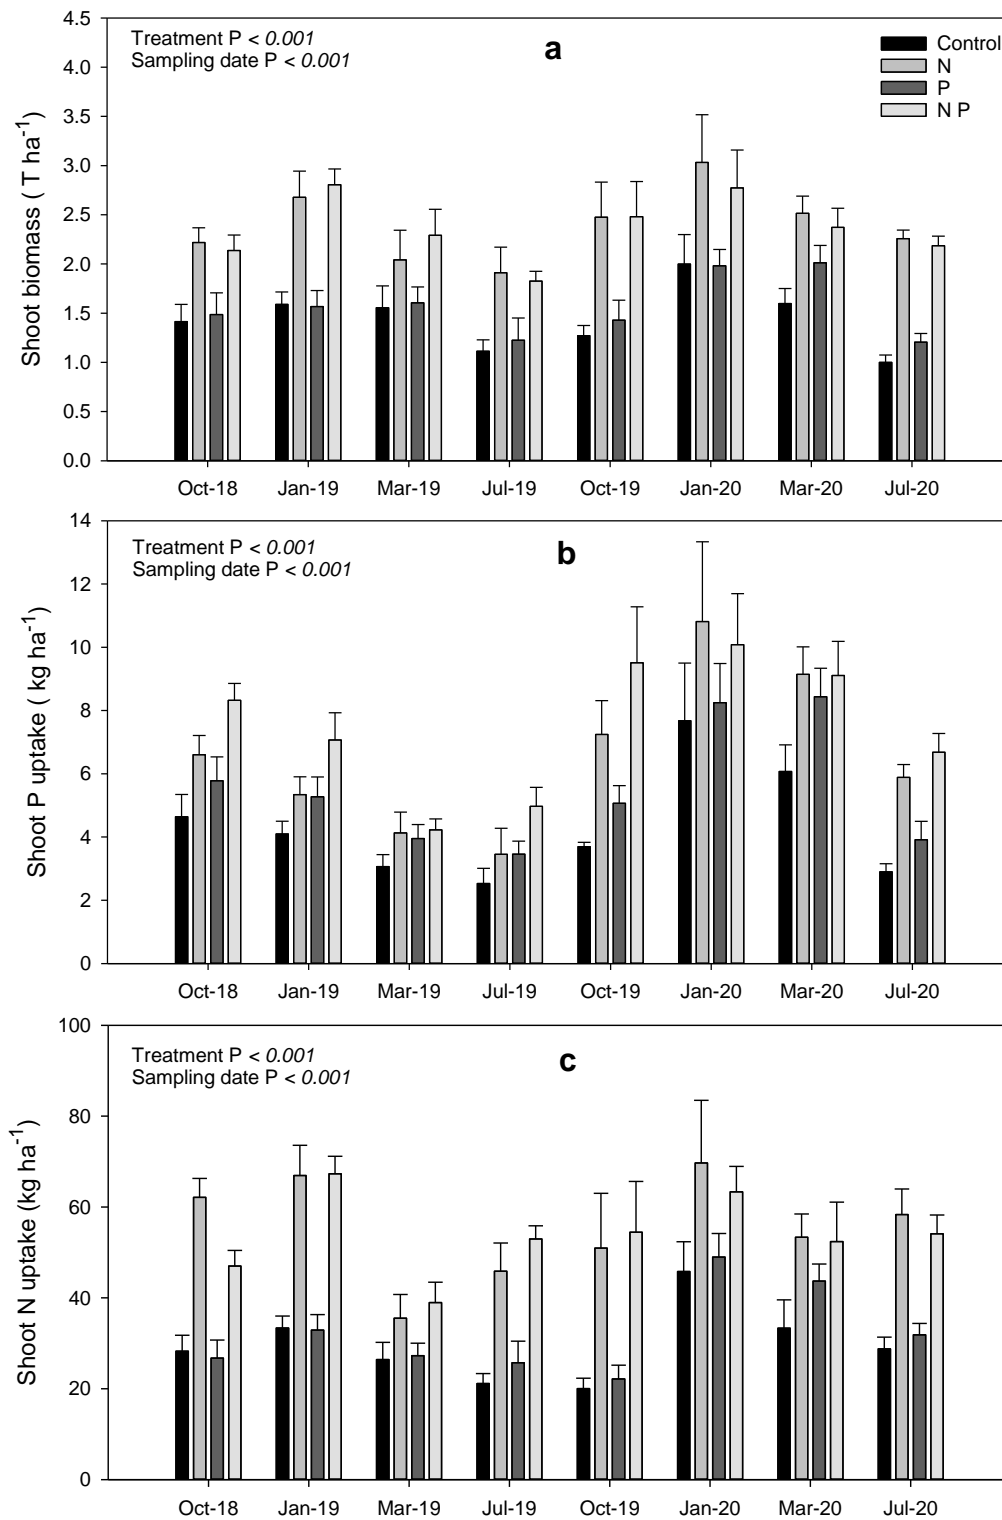 Treatment P < 0.001
Sampling date P < 0.001
a
Control
N
P
N P
Shoot biomass ( T ha-1)
4.5
4.0
3.5
3.0
2.5
2.0
1.5
1.0
0.5
0.0
Oct-18 Jan-19 Mar-19 Jul-19 Oct-19 Jan-20 Mar-20 Jul-20
Treatment P < 0.001
Sampling date P < 0.001
b
Shoot P uptake ( kg ha-1)
14
12
10
8
6
4
2
0
Oct-18 Jan-19 Mar-19 Jul-19 Oct-19 Jan-20 Mar-20 Jul-20
Treatment P < 0.001
Sampling date P < 0.001
c
Shoot N uptake (kg ha-1)
100
80
60
40
20
0
Oct-18 Jan-19 Mar-19 Jul-19 Oct-19 Jan-20 Mar-20 Jul-20